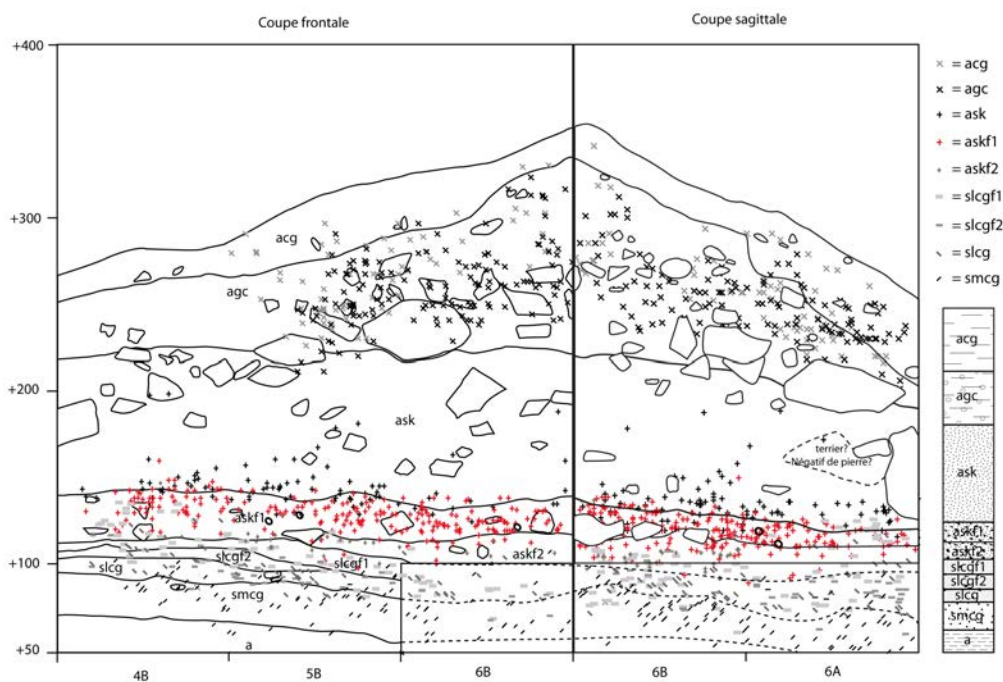 Coupe frontale
Coupe sagittale
+400
+300
+200
+100
+50
acg
agc
ask
askf1
askf2
slcgf2
slcgf1
slcg
smcg
a
terrier?
Négatif de pierre?
4B
5B
6B
6B
6A
= acg
= agc
= ask
= askf1
= askf2
= slcgf1
= slcgf2
= slcg
= smcg
acg
agc
ask
askf1
askf2
slcgf1
slcgf2
slcg
smcg
a